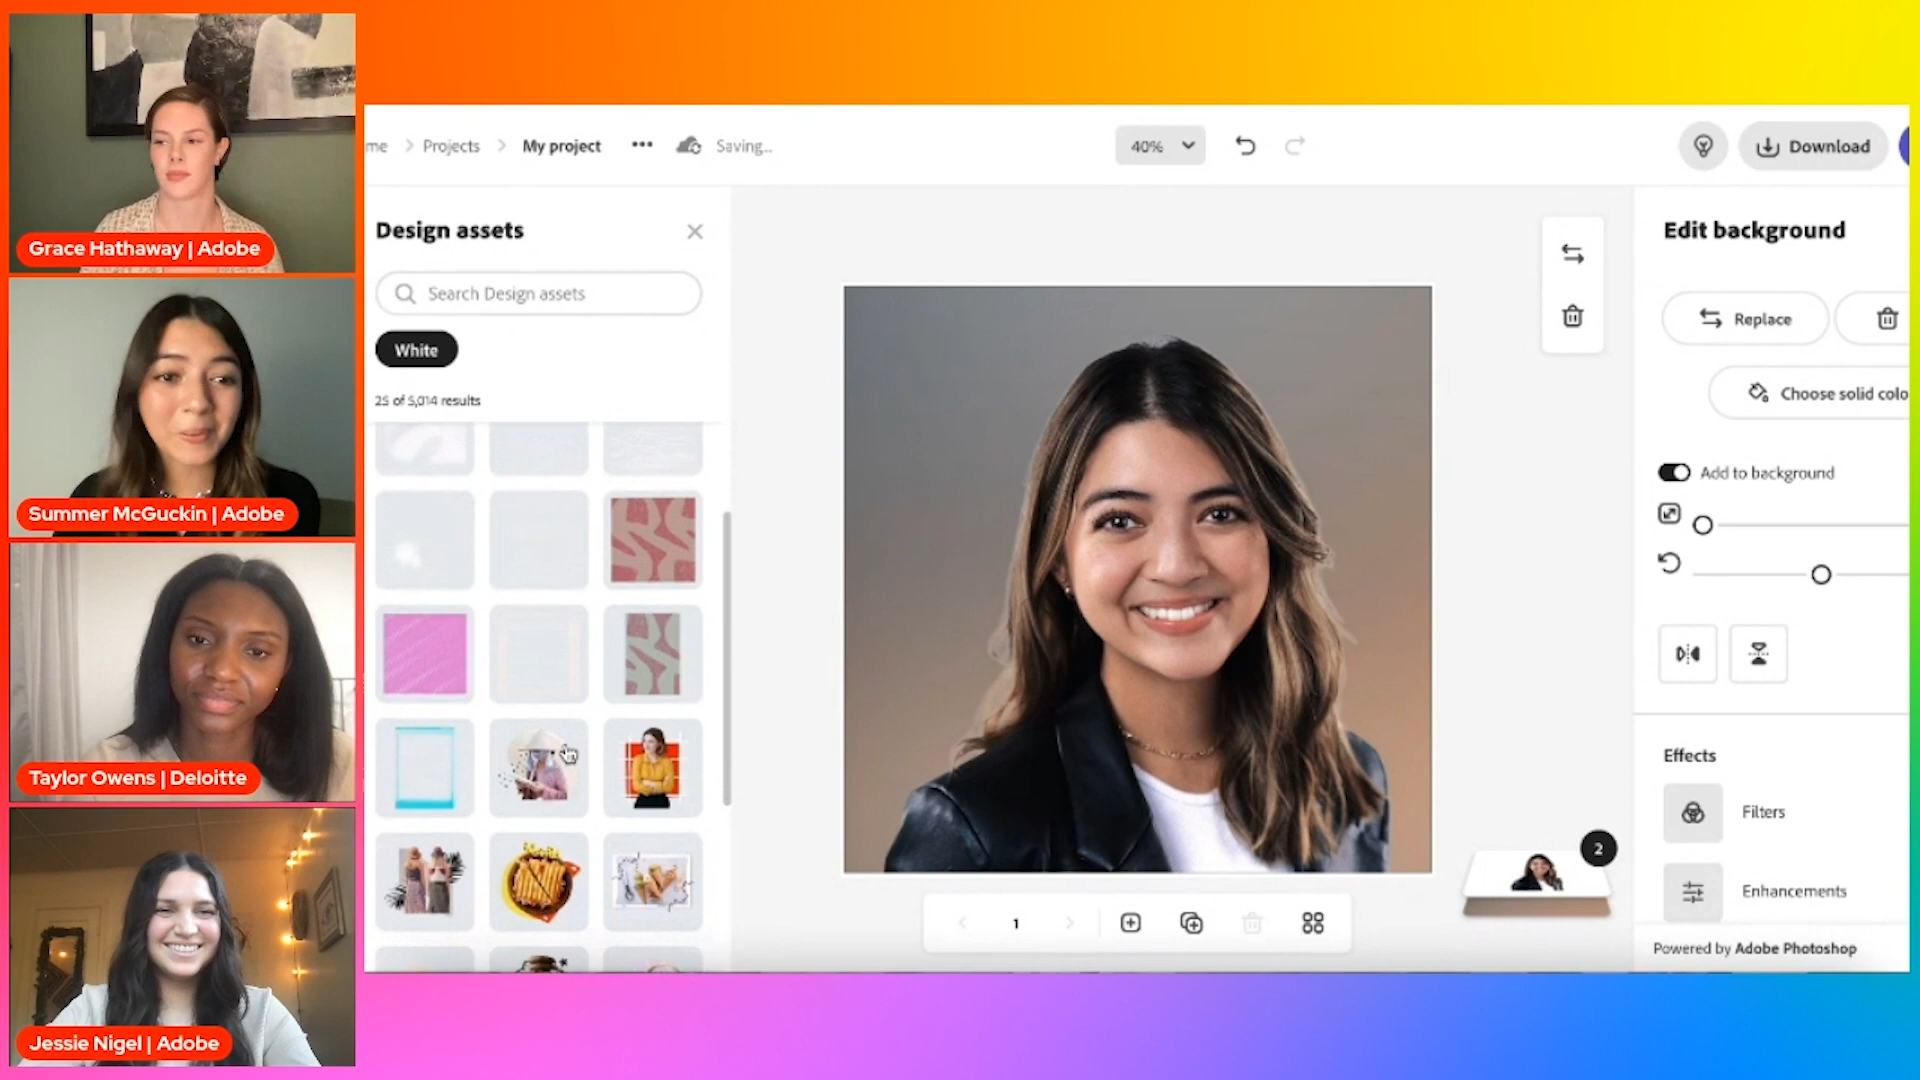 Grace Hathaway | Adobe
Summer McGuckin | Adobe
Taylor Owens | Deloitte
Jessie Nigel | Adobe
me > Projects > My project ••• Saving...
40%
Download
Design assets
Search Design assets
White
25 of 5,014 results
1
2
Edit background
Replace
Choose solid colo
Add to background
Effects
Filters
Enhancements
Powered by Adobe Photoshop